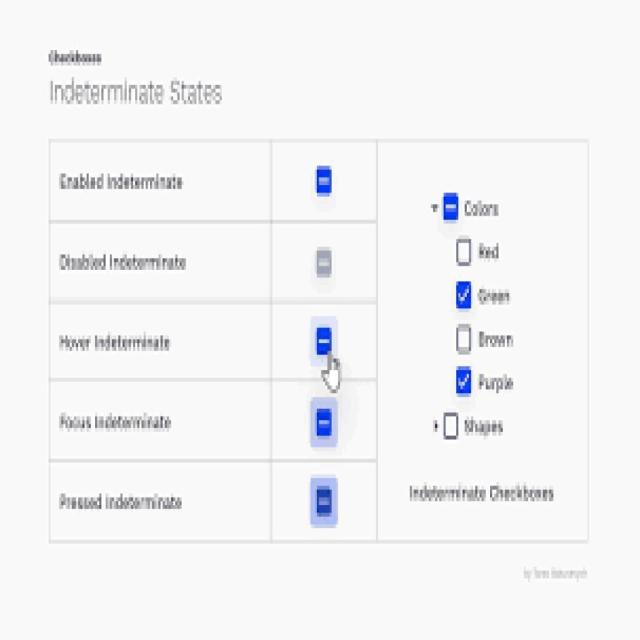 Checkboxes
Indeterminate States
Enabled Indeterminate
Disabled Indeterminate
Hover Indeterminate
Focus Indeterminate
Pressed Indeterminate
Colors
Red
Green
Brown
Purple
Shapes
Indeterminate Checkboxes
by Taras